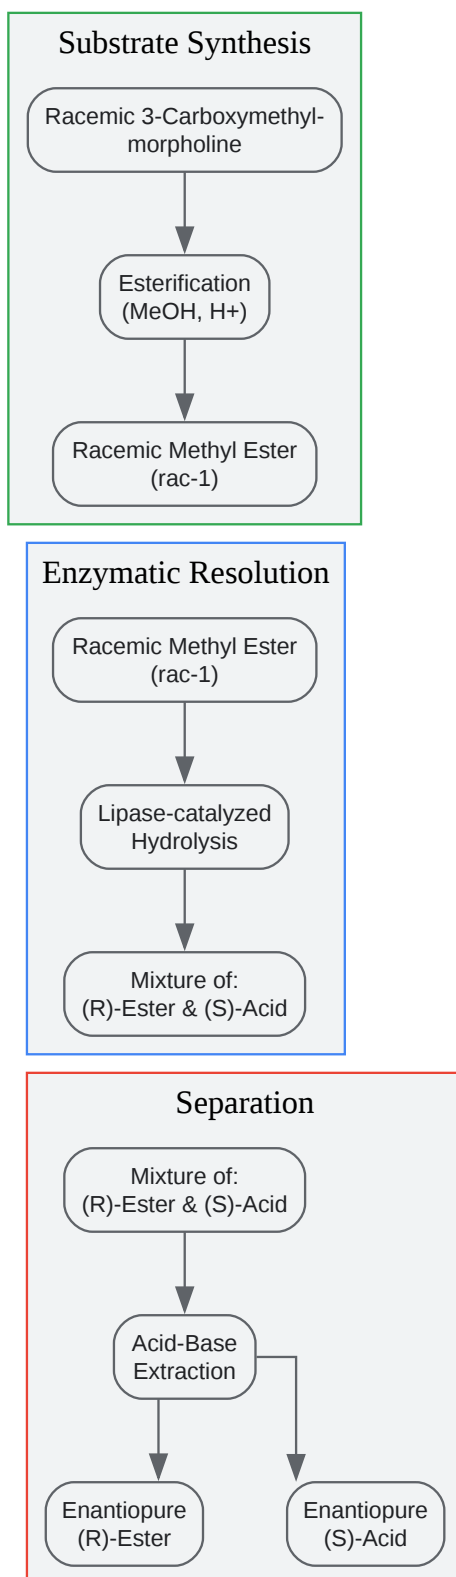 Substrate Synthesis
Racemic 3-Carboxymethyl-
morpholine
Esterification
(MeOH, H+)
Racemic Methyl Ester
(rac-1)
Enzymatic Resolution
Racemic Methyl Ester
(rac-1)
Lipase-catalyzed
Hydrolysis
Mixture of:
(R)-Ester & (S)-Acid
Separation
Mixture of:
(R)-Ester & (S)-Acid
Acid-Base
Extraction
Enantiopure
(R)-Ester
Enantiopure
(S)-Acid